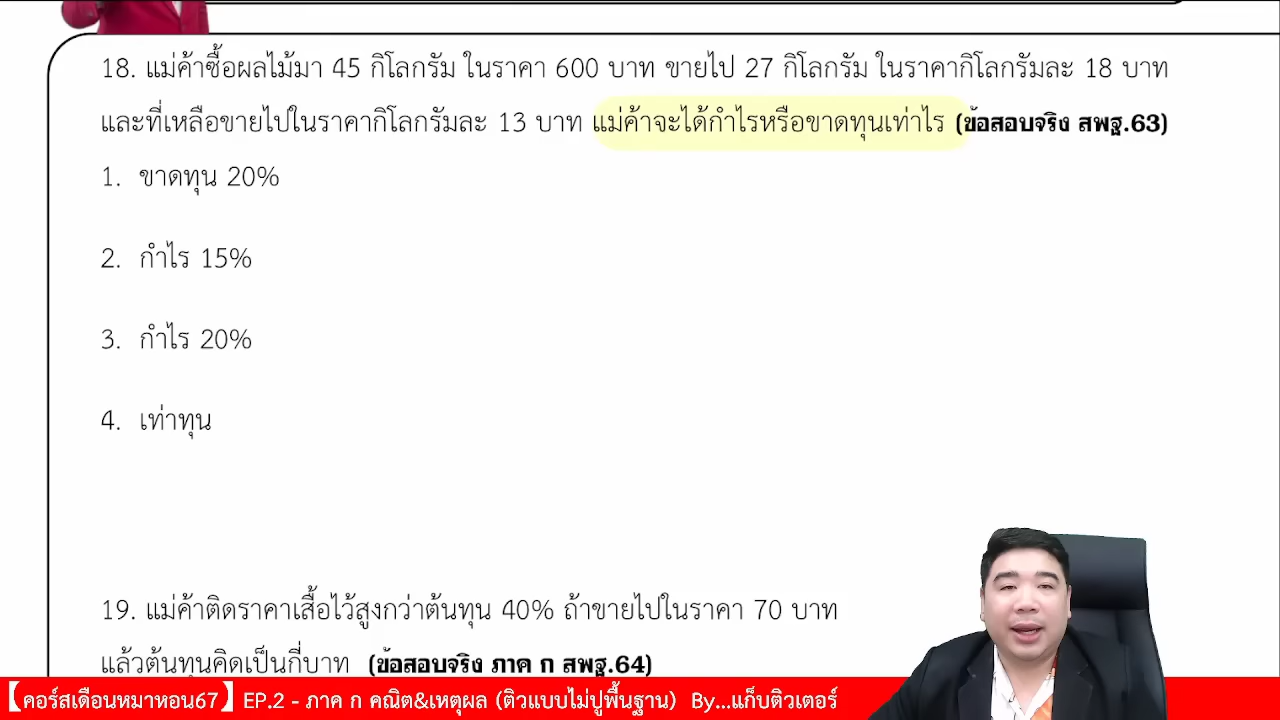 18. แม่ค้าซื้อผลไม้มา 45 กิโลกรัม ในราคา 600 บาท ขายไป 27 กิโลกรัม ในราคากิโลกรัมละ 18 บาท
และที่เหลือขายไปในราคากิโลกรัมละ 13 บาท แม่ค้าจะได้กำไรหรือขาดทุนเท่าไร (ข้อสอบจริง สพฐ.63)
1. ขาดทุน 20%
2. กำไร 15%
3. กำไร 20%
4. เท่าทุน
19. แม่ค้าติดราคาเสื้อไว้สูงกว่าต้นทุน 40% ถ้าขายไปในราคา 70 บาท
แล้วต้นทุนคิดเป็นกี่บาท (ข้อสอบจริง ภาค ก สพฐ.64)
【คอร์สเดือนหมาหอน67】 EP.2 - ภาค ก คณิต&เหตุผล (ติวแบบไม่ปูพื้นฐาน) By...แก็บติวเตอร์